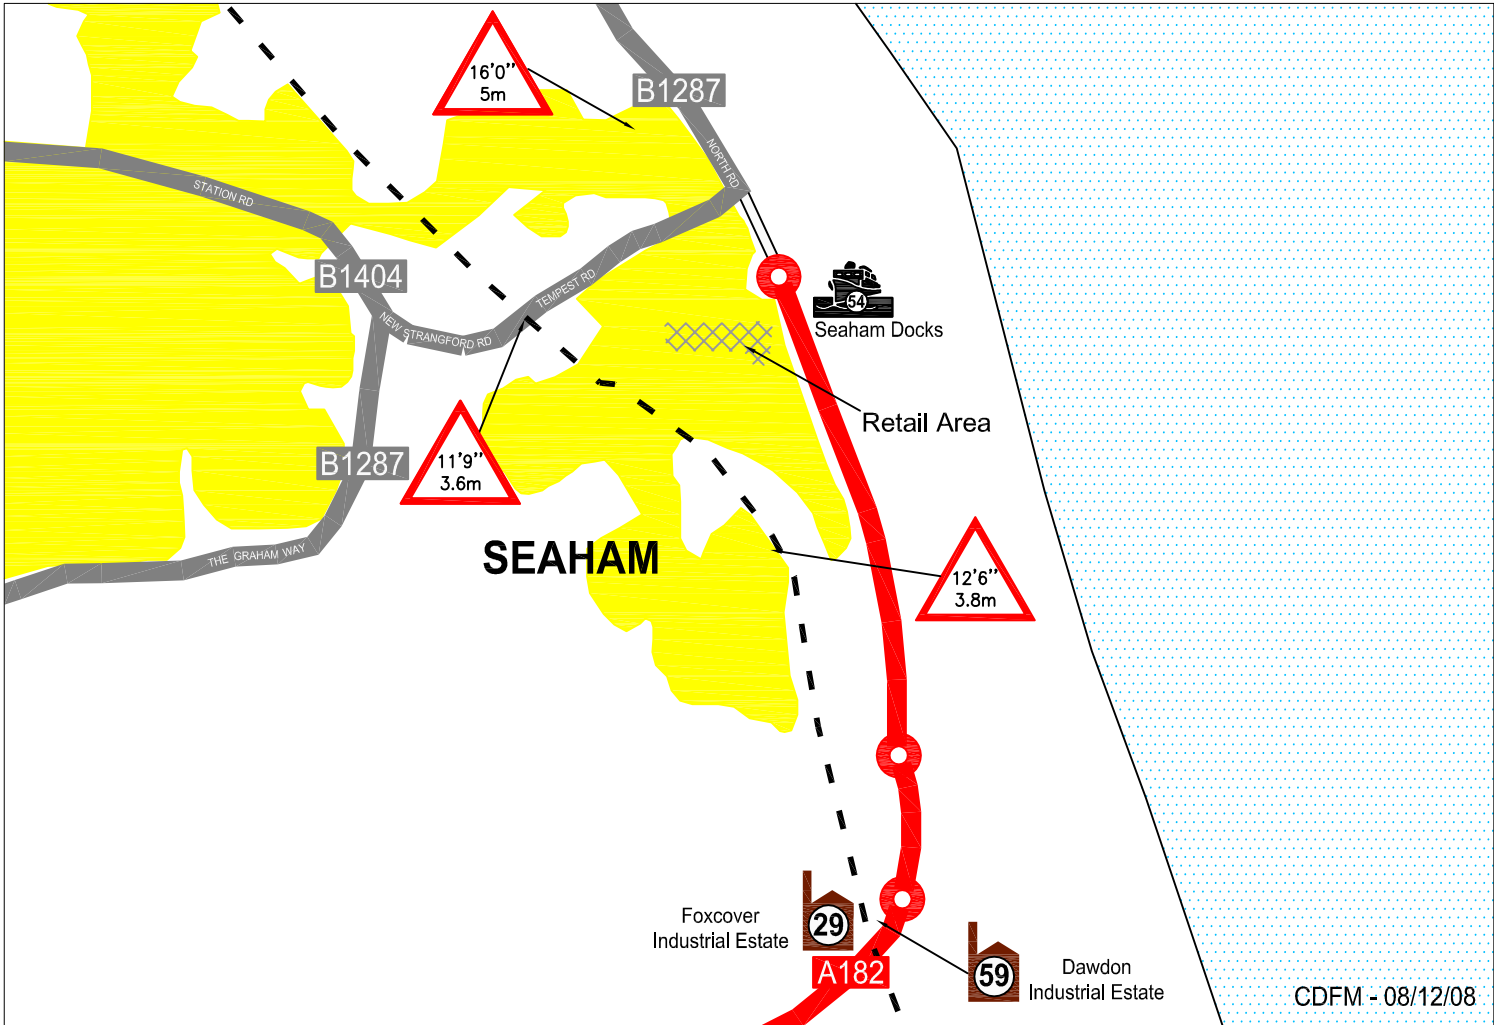 16'0"
5m
B1287
NORTH RD
STATION RD
B1404
TEMPEST RD
NEW STRANGFORD RD
54
Seaham Docks
Retail Area
11'9"
3.6m
B1287
THE GRAHAM WAY
SEAHAM
12'6"
3.8m
Foxcover
Industrial Estate
29
A182
59
Dawdon
Industrial Estate
CDFM - 08/12/08